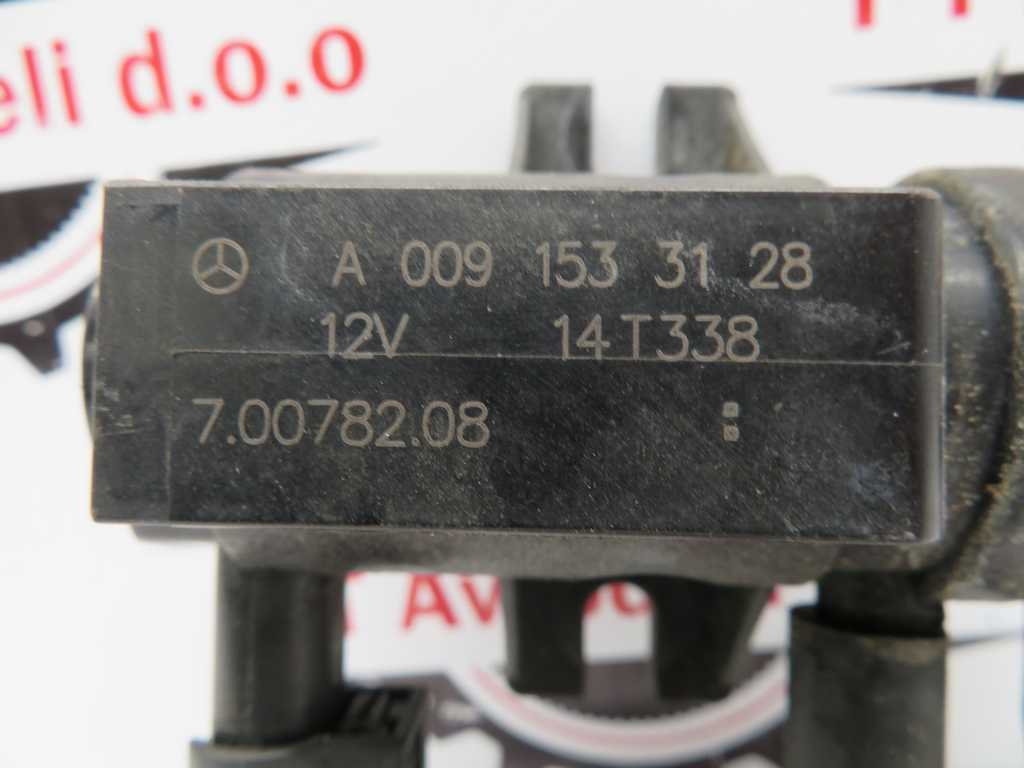 eli d.o.o
A 009 153 31 28
12V 14T338
7.00782.08